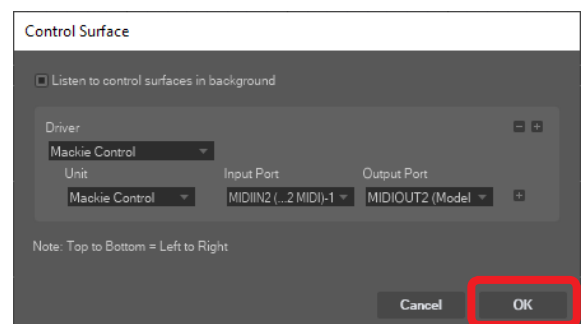 Control Surface
Listen to control surfaces in background
Driver
Mackie Control
Unit Input Port Output Port
Mackie Control MIDIIN2 (...2 MIDI)-1 MIDIOUT2 (Model
Note: Top to Bottom = Left to Right
Cancel OK